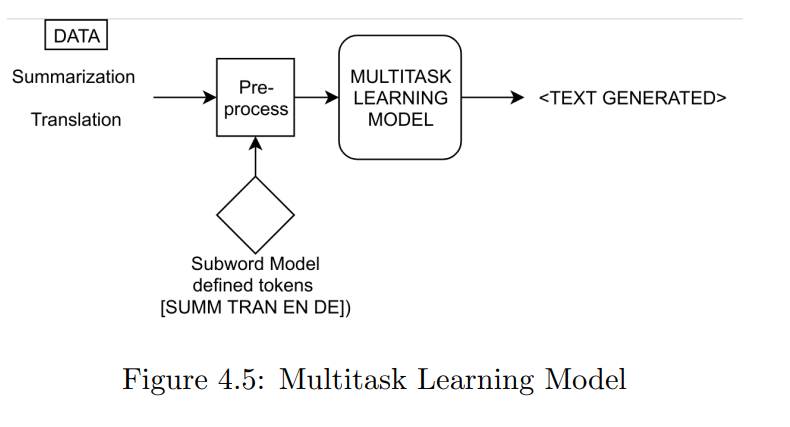 DATA
Summarization
Translation
Pre-
process
MULTITASK
LEARNING
MODEL
<TEXT GENERATED>
Subword Model
defined tokens
[SUMM TRAN EN DE])
Figure 4.5: Multitask Learning Model